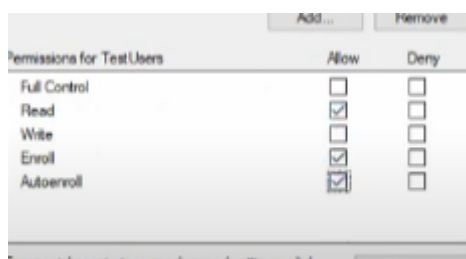 Add... Remove
Permissions for TestUsers Allow Deny
Full Control
Read
Write
Enroll
Autoenroll